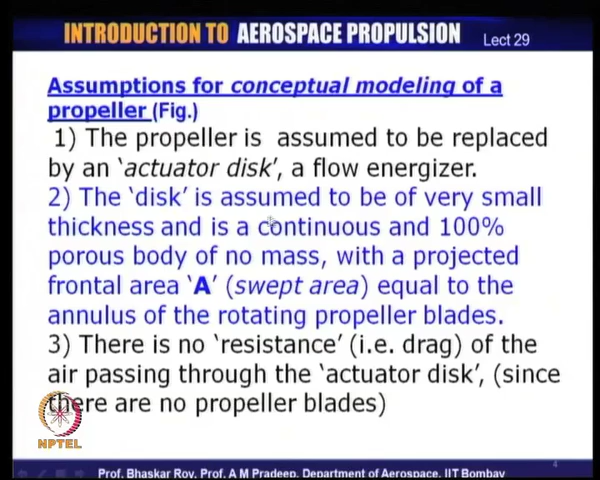 INTRODUCTION TO AEROSPACE PROPULSION Lect 29
Assumptions for conceptual modeling of a
propeller (Fig.)
1) The propeller is assumed to be replaced
by an ‘actuator disk’, a flow energizer.
2) The ‘disk’ is assumed to be of very small
thickness and is a continuous and 100%
porous body of no mass, with a projected
frontal area ‘A’ (swept area) equal to the
annulus of the rotating propeller blades.
3) There is no ‘resistance’ (i.e. drag) of the
air passing through the ‘actuator disk’, (since
there are no propeller blades)
NPTEL
4
Prof. Bhaskar Roy, Prof. A M Pradeep, Department of Aerospace, IIT Bombay